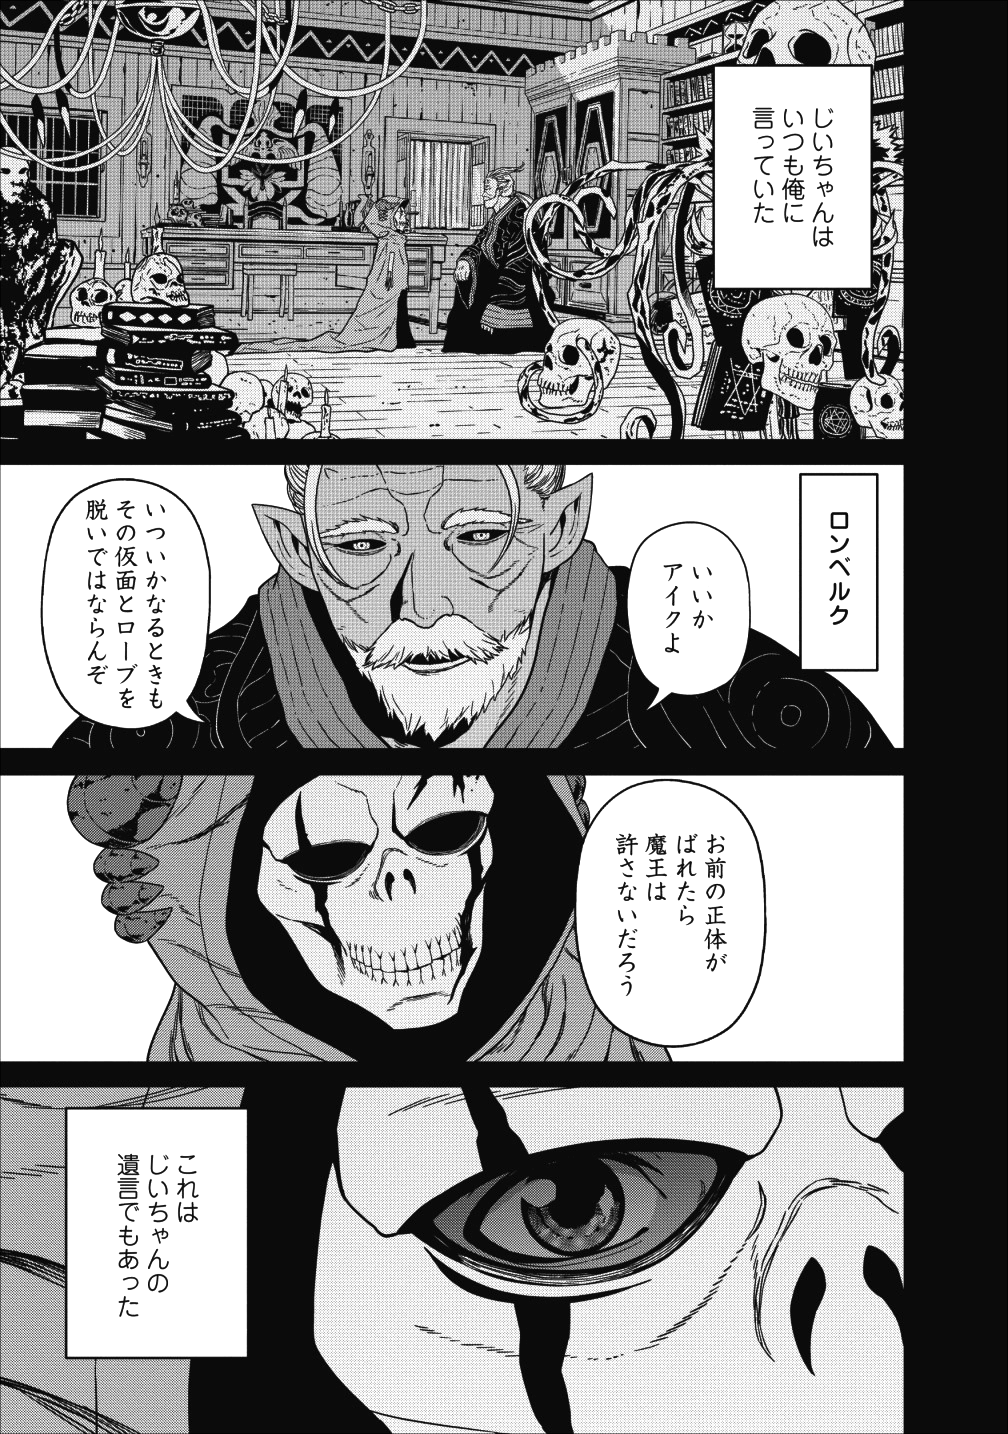 じいちゃんは
いつも俺に
言っていた
ロンベルク
いいか
アイクよ
いついかなるときも
その仮面とローブを
脱いではならんぞ
お前の正体が
ばれたら
魔王は
許さないだろう
これは
じいちゃんの
遺言でもあった